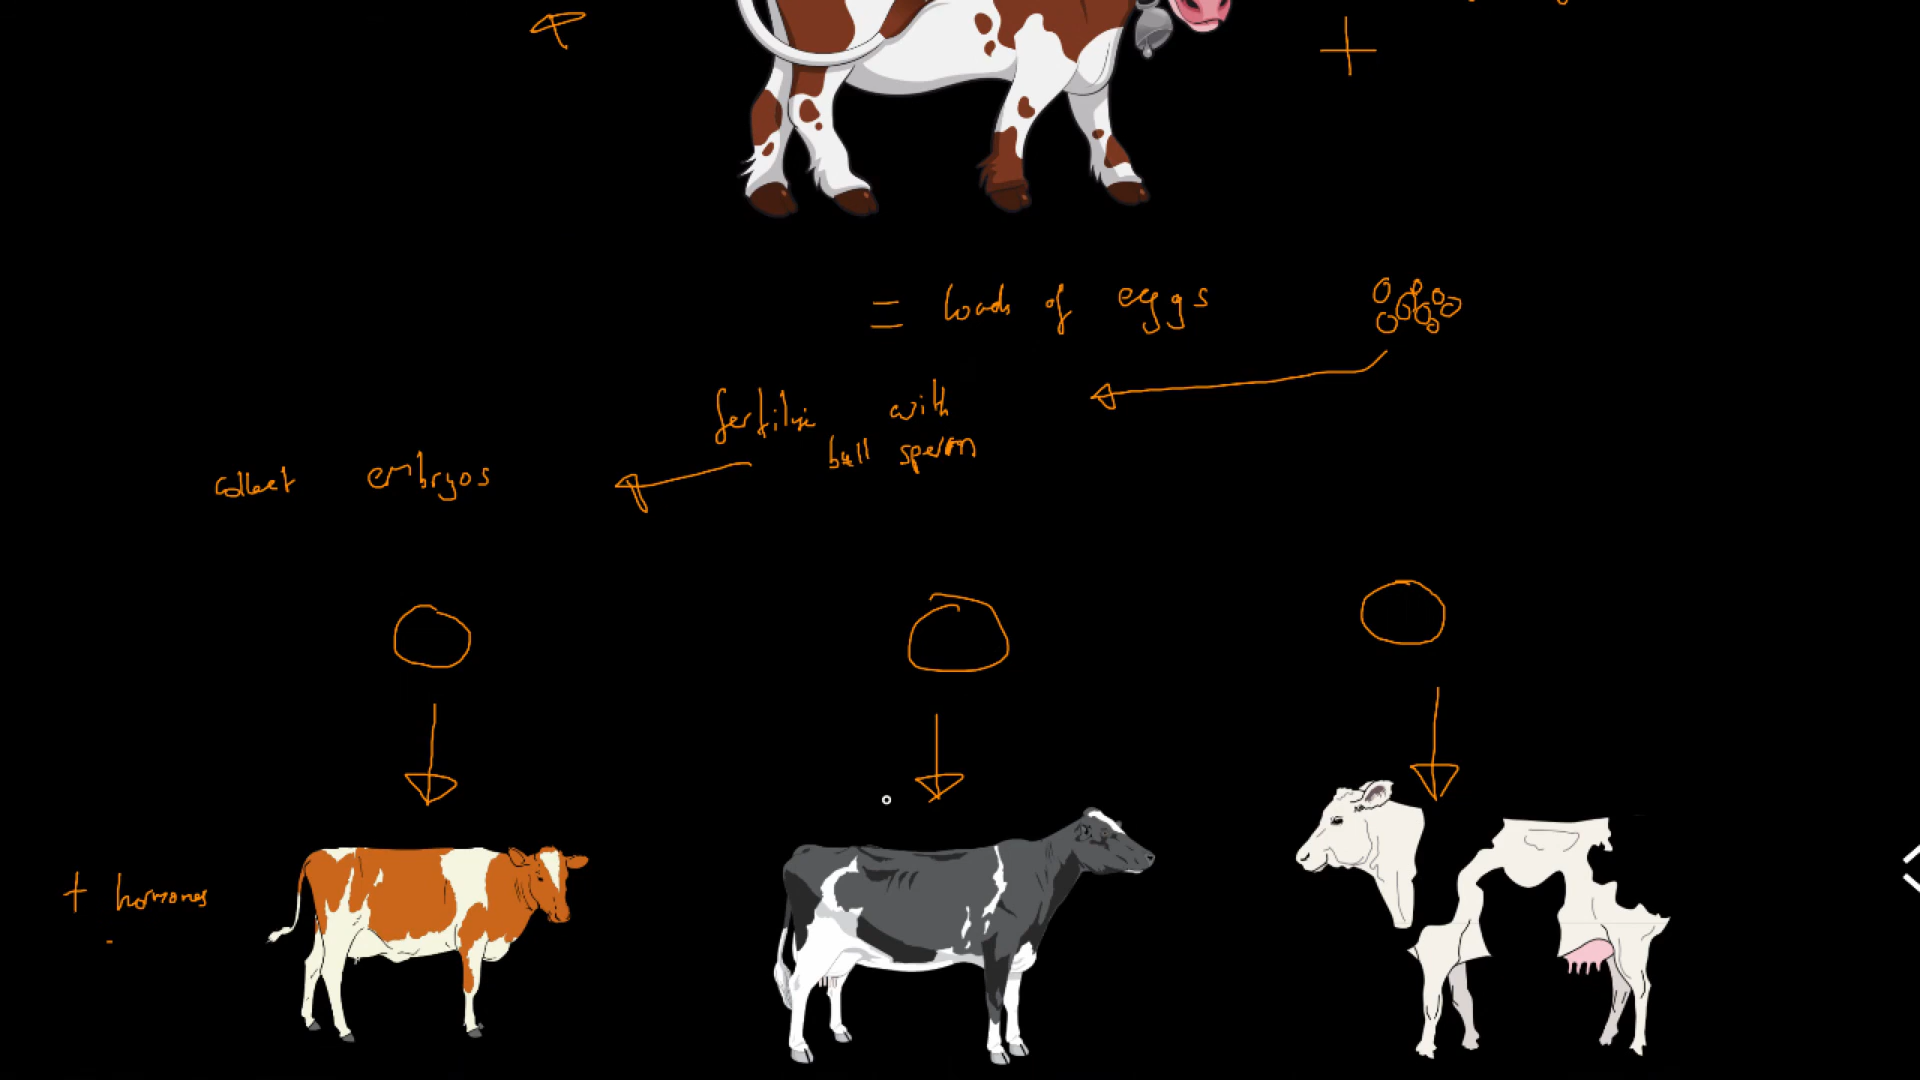 +
= loads of eggs
fertilise with
bull sperm
collect embryos
+ hormones